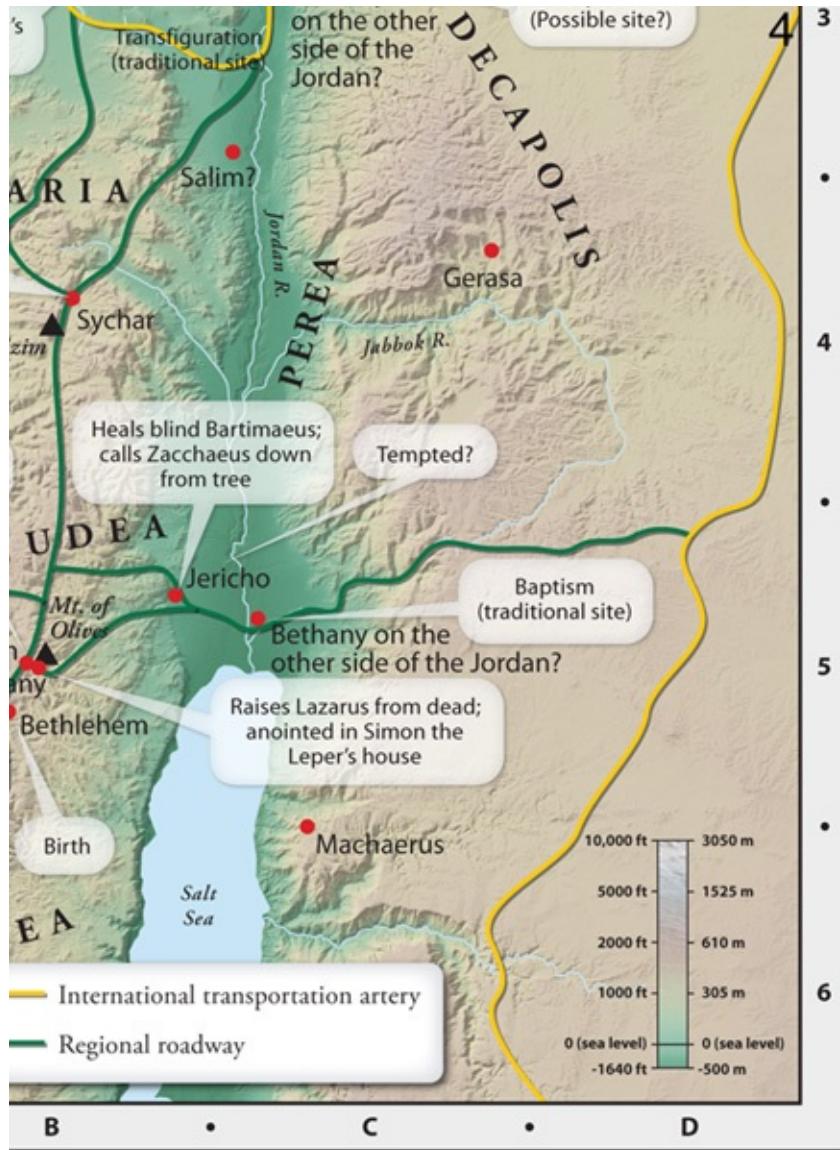 's
Transfiguration
(traditional site)
on the other
side of the
Jordan?
(Possible site?)
4
3
DECAPOLIS
Salim?
ARIA
Jordan R.
Gerasa
PEREA
Sychar
zim
Jabbok R.
4
Heals blind Bartimaeus;
calls Zacchaeus down
from tree
Tempted?
UDEA
Jericho
Baptism
(traditional site)
Mt. of
Olives
Bethany on the
other side of the Jordan?
5
n
any
Bethlehem
Raises Lazarus from dead;
anointed in Simon the
Leper's house
Birth
Machaerus
Salt
Sea
EA
10,000 ft 3050 m
5000 ft 1525 m
2000 ft 610 m
1000 ft 305 m
0 (sea level) 0 (sea level)
-1640 ft -500 m
6
International transportation artery
Regional roadway
B • C • D